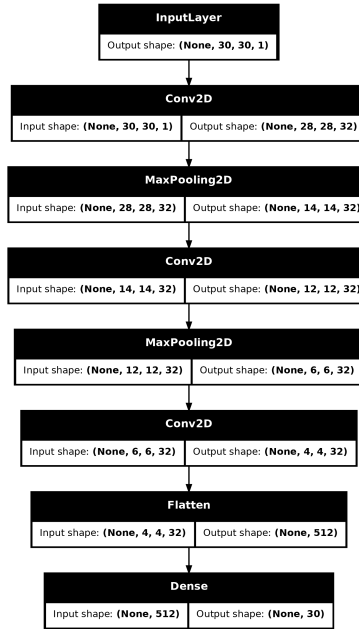 InputLayer
Output shape: (None, 30, 30, 1)
Conv2D
Input shape: (None, 30, 30, 1) Output shape: (None, 28, 28, 32)
MaxPooling2D
Input shape: (None, 28, 28, 32) Output shape: (None, 14, 14, 32)
Conv2D
Input shape: (None, 14, 14, 32) Output shape: (None, 12, 12, 32)
MaxPooling2D
Input shape: (None, 12, 12, 32) Output shape: (None, 6, 6, 32)
Conv2D
Input shape: (None, 6, 6, 32) Output shape: (None, 4, 4, 32)
Flatten
Input shape: (None, 4, 4, 32) Output shape: (None, 512)
Dense
Input shape: (None, 512) Output shape: (None, 30)